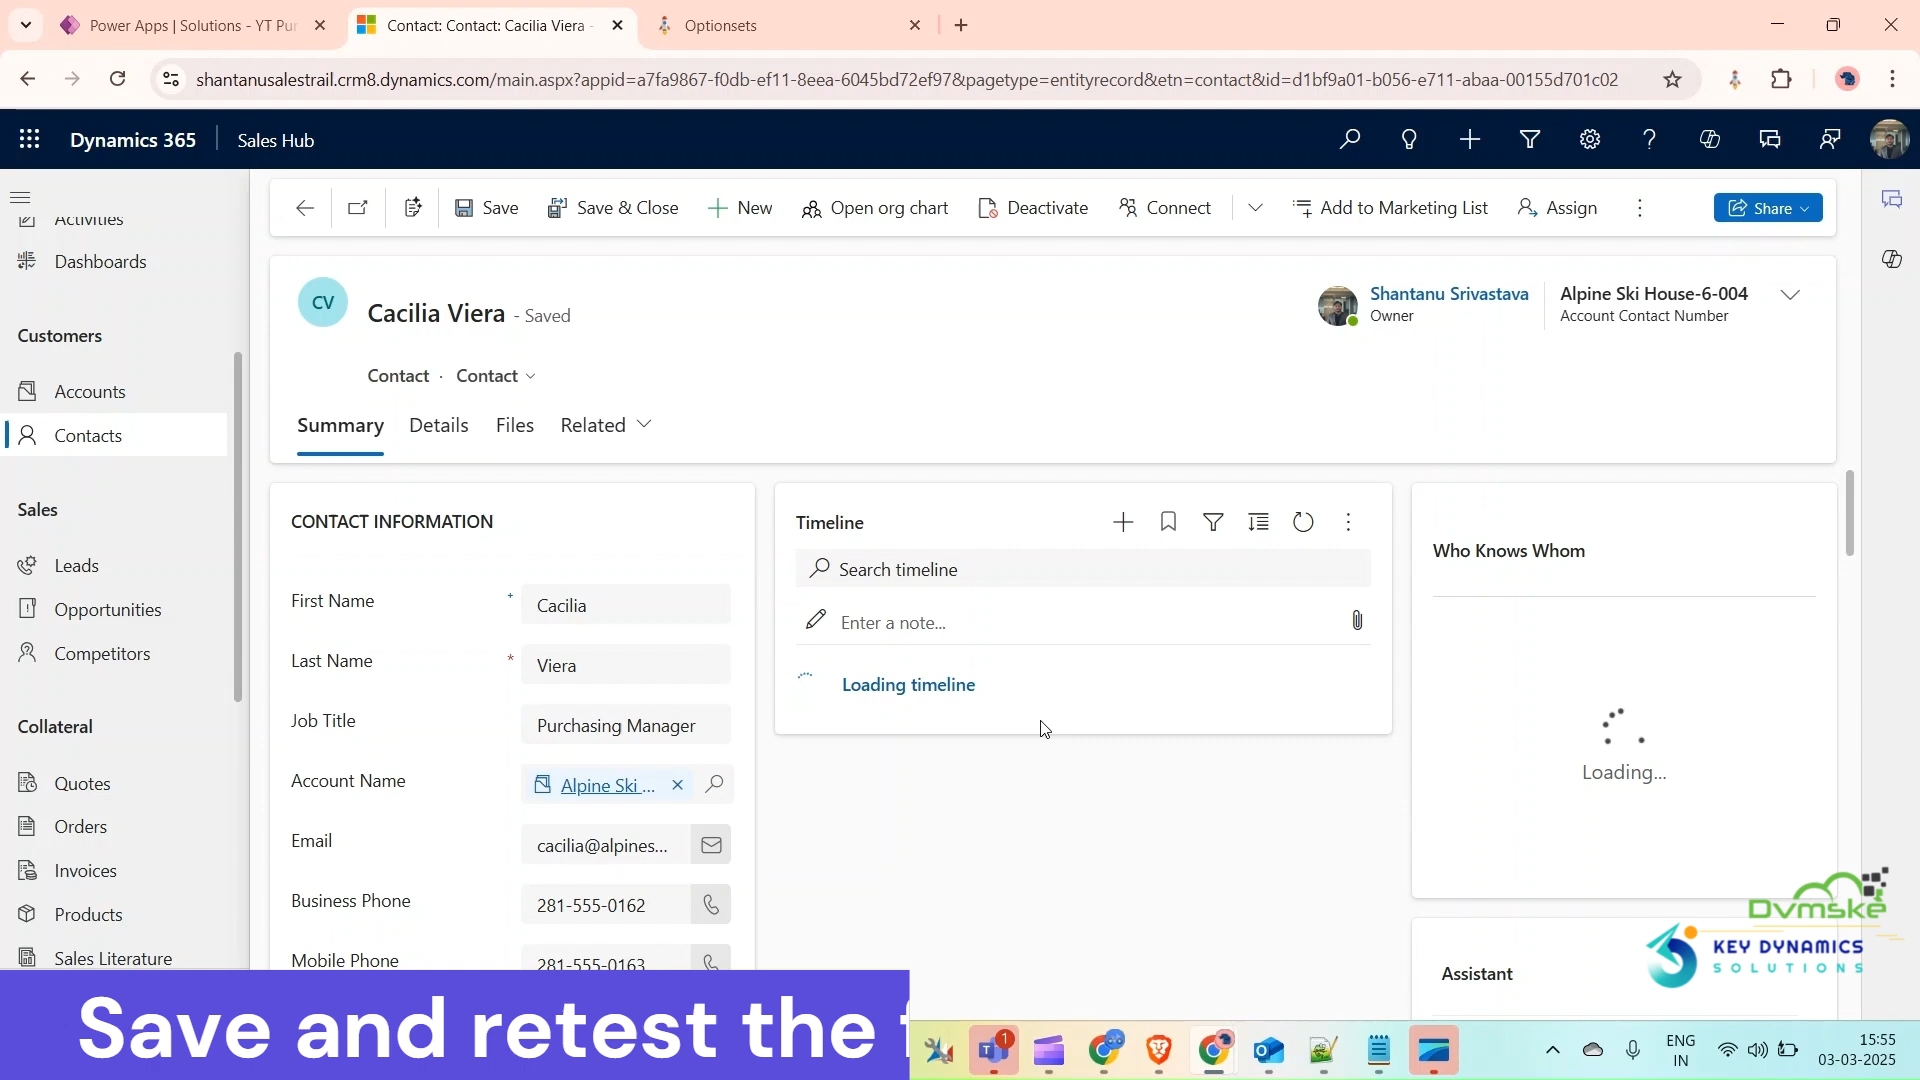 Power Apps | Solutions - YT Pur
Contact: Contact: Cacilia Viera -
Optionsets
shantanusalestrail.crm8.dynamics.com/main.aspx?appid=a7fa9867-f0db-ef11-8eea-6045bd72ef97&pagetype=entityrecord&etn=contact&id=d1bf9a01-b056-e711-abaa-00155d701c02
Dynamics 365
Sales Hub
Activities
Dashboards
Customers
Accounts
Contacts
Sales
Leads
Opportunities
Competitors
Collateral
Quotes
Orders
Invoices
Products
Sales Literature
Save
Save & Close
New
Open org chart
Deactivate
Connect
Add to Marketing List
Assign
Share
CV
Cacilia Viera - Saved
Contact · Contact
Shantanu Srivastava
Owner
Alpine Ski House-6-004
Account Contact Number
Summary
Details
Files
Related
CONTACT INFORMATION
First Name + Cacilia
Last Name * Viera
Job Title Purchasing Manager
Account Name Alpine Ski ...
Email cacilia@alpines...
Business Phone 281-555-0162
Mobile Phone 281-555-0163
Timeline
Search timeline
Enter a note...
Loading timeline
Who Knows Whom
Loading...
Assistant
Dvmske
KEY DYNAMICS
SOLUTIONS
Save and retest the f
1
ENG
IN
15:55
03-03-2025